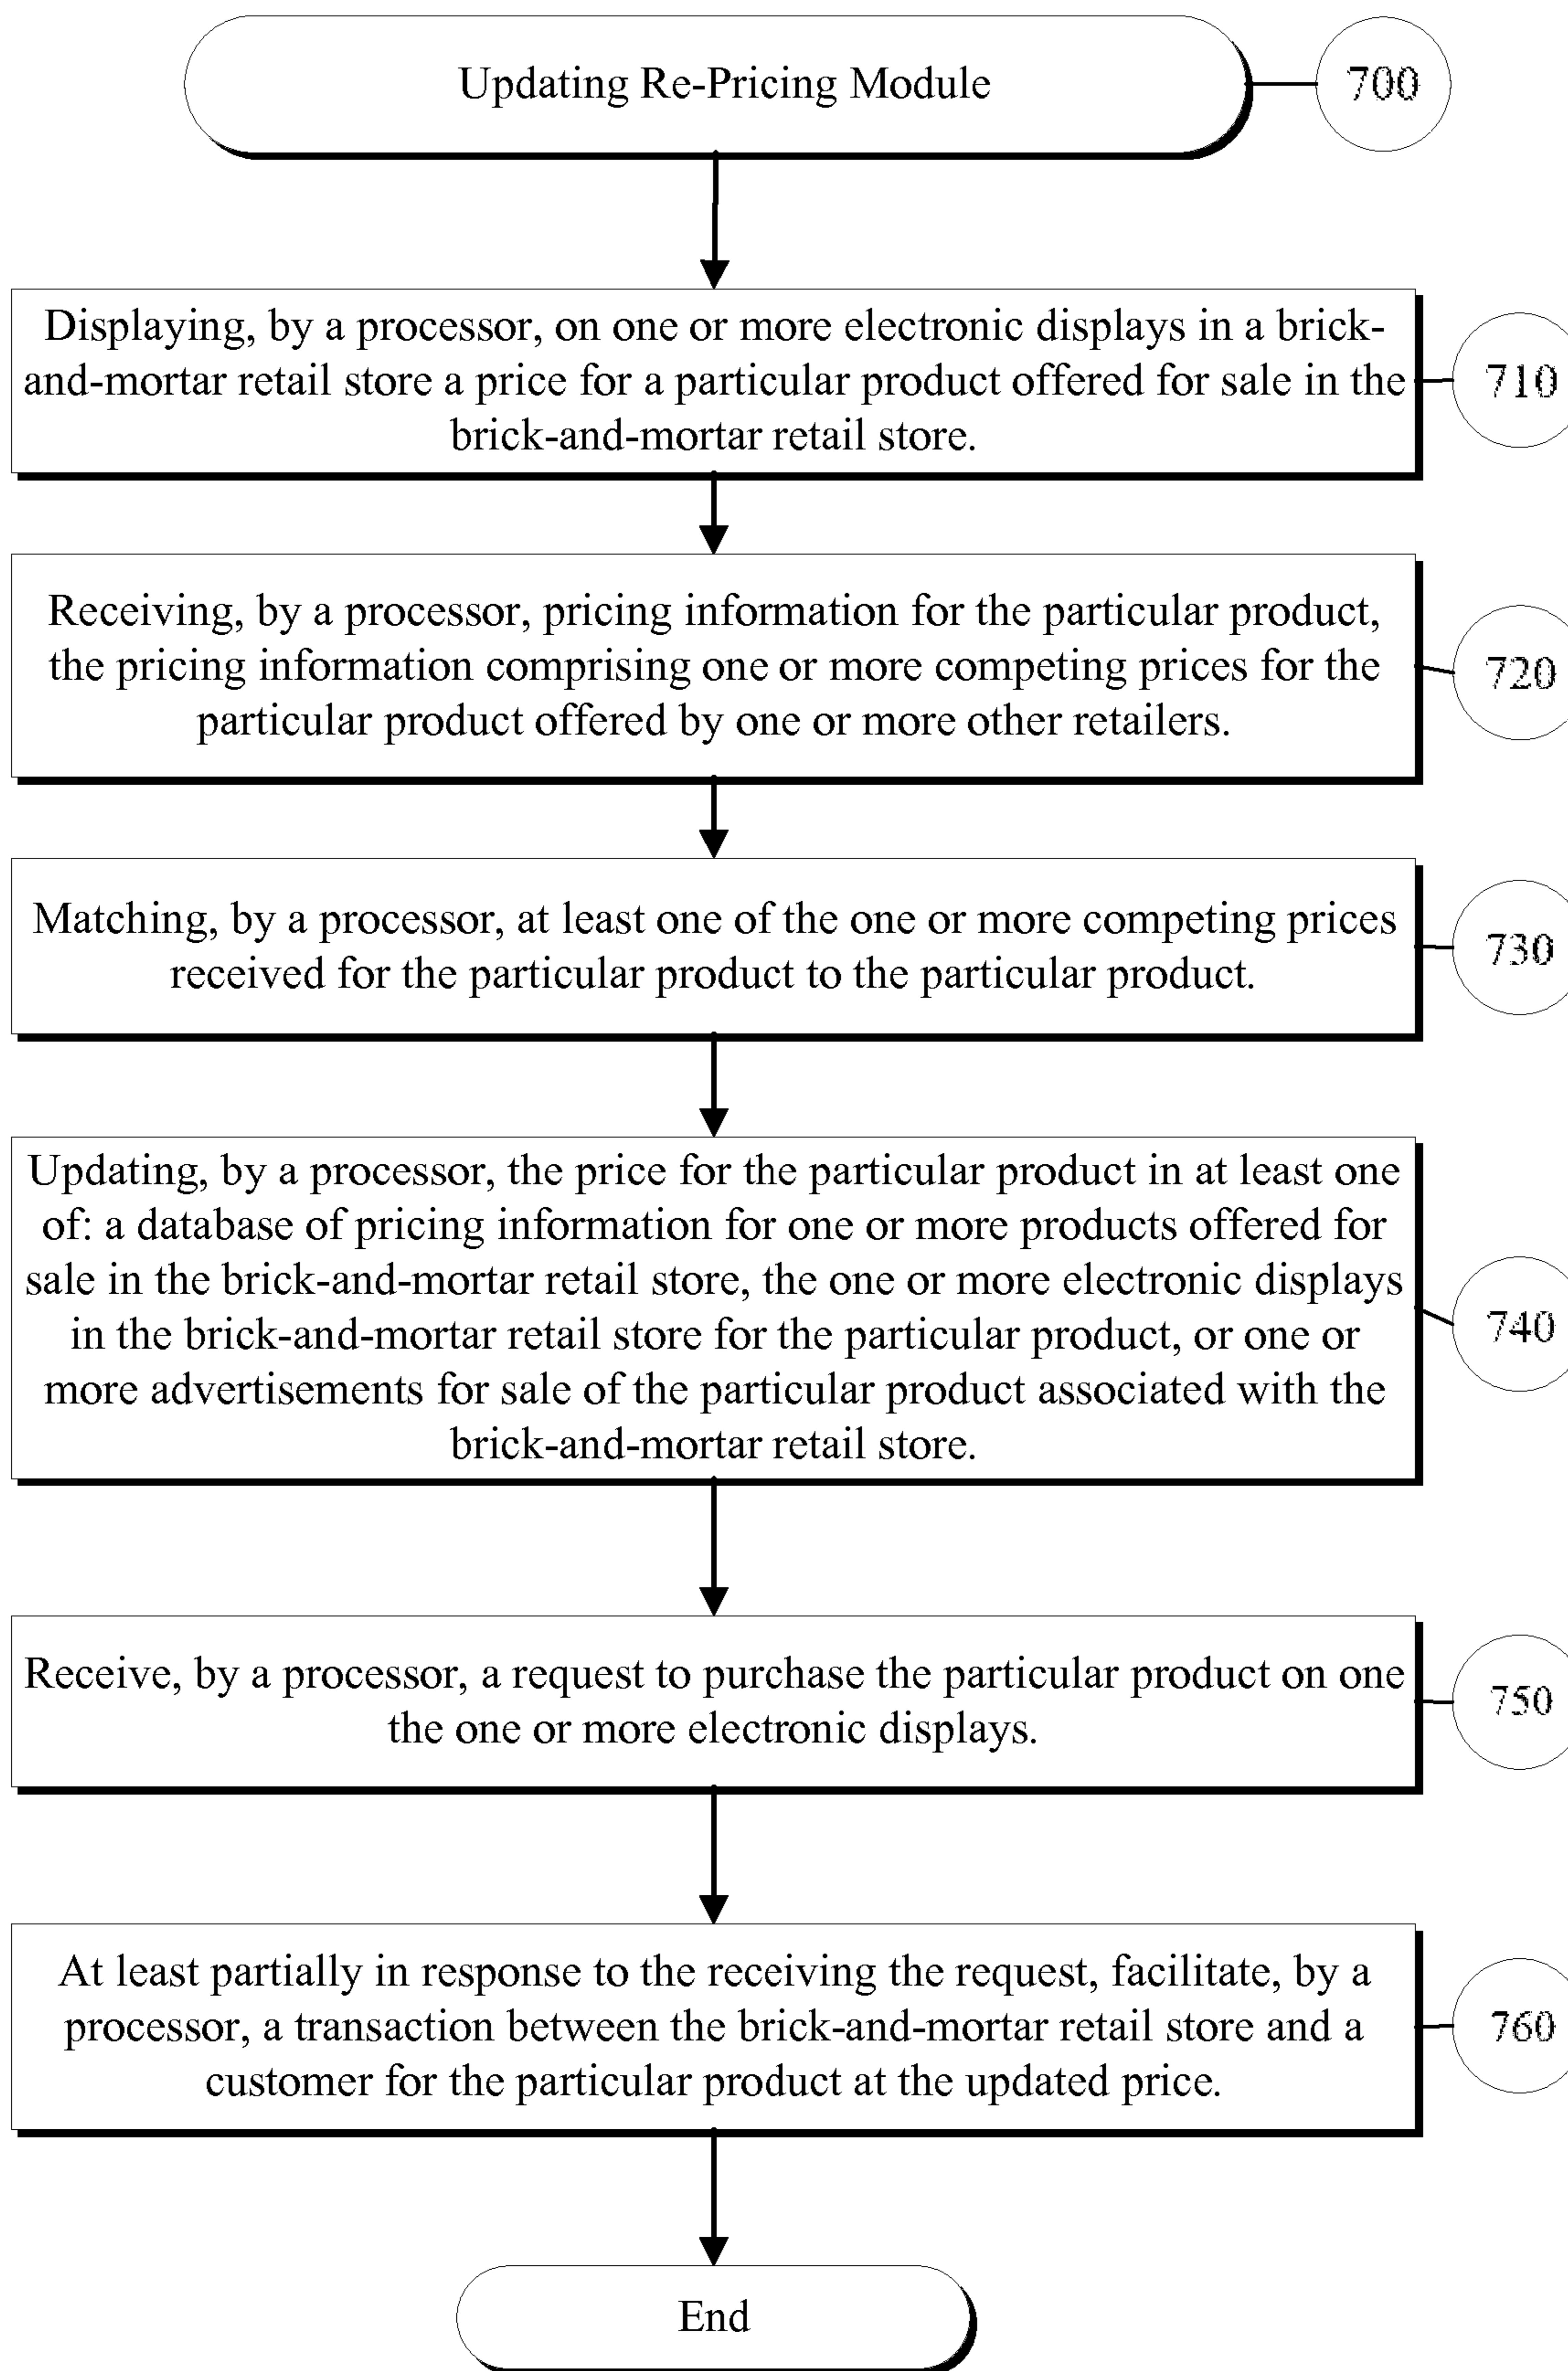 Updating Re-Pricing Module
700
Displaying, by a processor, on one or more electronic displays in a brick-
and-mortar retail store a price for a particular product offered for sale in the
brick-and-mortar retail store.
710
Receiving, by a processor, pricing information for the particular product,
the pricing information comprising one or more competing prices for the
particular product offered by one or more other retailers.
720
Matching, by a processor, at least one of the one or more competing prices
received for the particular product to the particular product.
730
Updating, by a processor, the price for the particular product in at least one
of: a database of pricing information for one or more products offered for
sale in the brick-and-mortar retail store, the one or more electronic displays
in the brick-and-mortar retail store for the particular product, or one or
more advertisements for sale of the particular product associated with the
brick-and-mortar retail store.
740
Receive, by a processor, a request to purchase the particular product on one
the one or more electronic displays.
750
At least partially in response to the receiving the request, facilitate, by a
processor, a transaction between the brick-and-mortar retail store and a
customer for the particular product at the updated price.
760
End